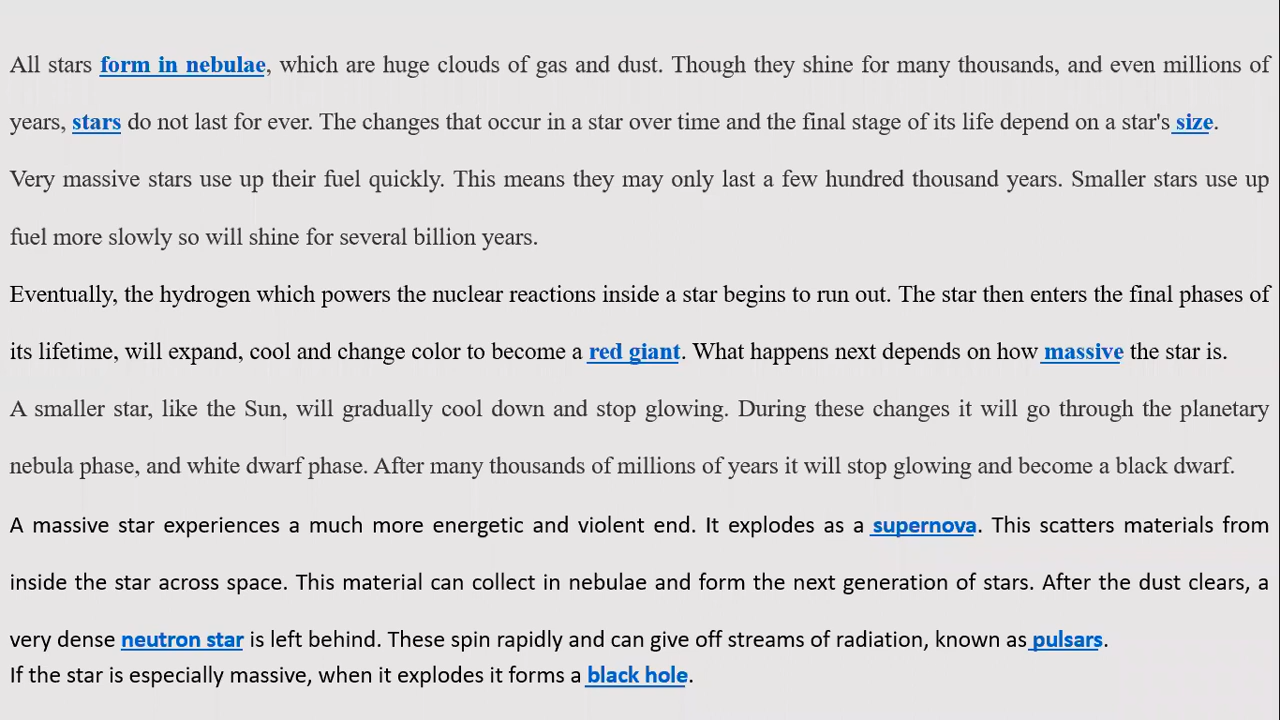 All stars form in nebulae, which are huge clouds of gas and dust. Though they shine for many thousands, and even millions of
years, stars do not last for ever. The changes that occur in a star over time and the final stage of its life depend on a star's size.
Very massive stars use up their fuel quickly. This means they may only last a few hundred thousand years. Smaller stars use up
fuel more slowly so will shine for several billion years.
Eventually, the hydrogen which powers the nuclear reactions inside a star begins to run out. The star then enters the final phases of
its lifetime, will expand, cool and change color to become a red giant. What happens next depends on how massive the star is.
A smaller star, like the Sun, will gradually cool down and stop glowing. During these changes it will go through the planetary
nebula phase, and white dwarf phase. After many thousands of millions of years it will stop glowing and become a black dwarf.
A massive star experiences a much more energetic and violent end. It explodes as a supernova. This scatters materials from
inside the star across space. This material can collect in nebulae and form the next generation of stars. After the dust clears, a
very dense neutron star is left behind. These spin rapidly and can give off streams of radiation, known as pulsars.
If the star is especially massive, when it explodes it forms a black hole.